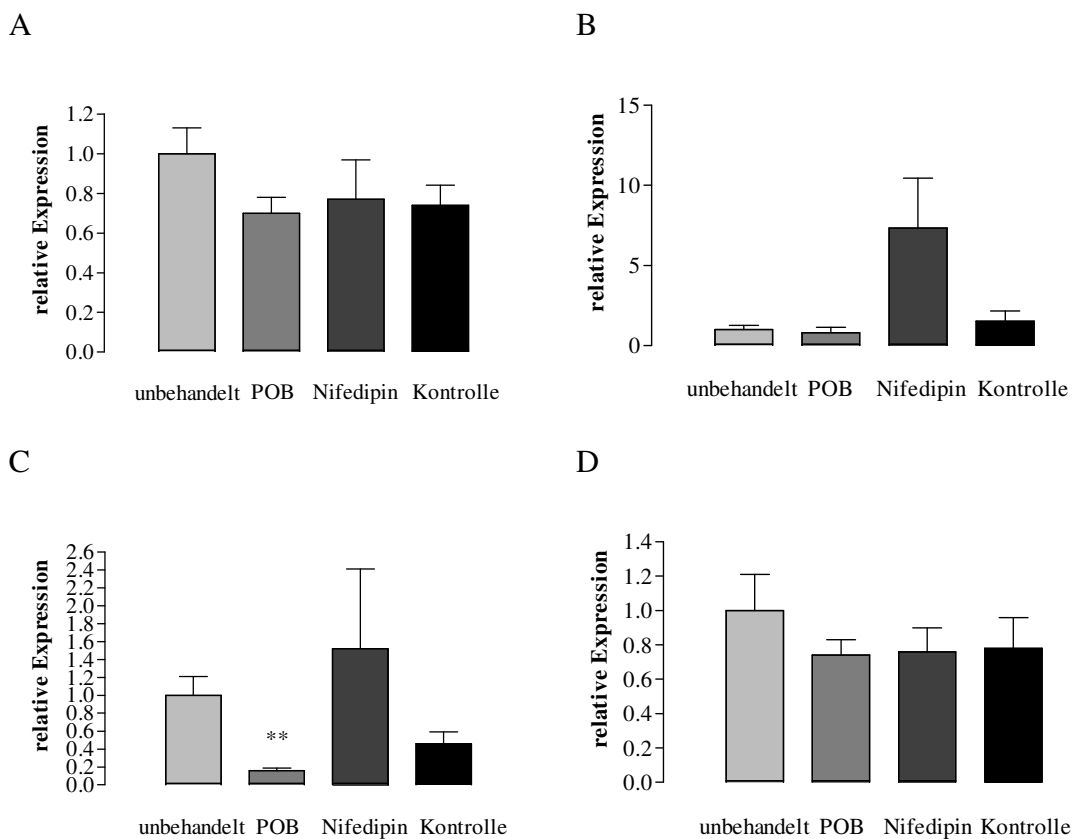 A
relative Expression
1.2
1.0
0.8
0.6
0.4
0.2
0.0
unbehandelt POB Nifedipin Kontrolle
B
relative Expression
15
10
5
0
unbehandelt POB Nifedipin Kontrolle
C
relative Expression
2.6
2.4
2.2
2.0
1.8
1.6
1.4
1.2
1.0
0.8
0.6
0.4
0.2
0.0
**
unbehandelt POB Nifedipin Kontrolle
D
relative Expression
1.4
1.2
1.0
0.8
0.6
0.4
0.2
0.0
unbehandelt POB Nifedipin Kontrolle